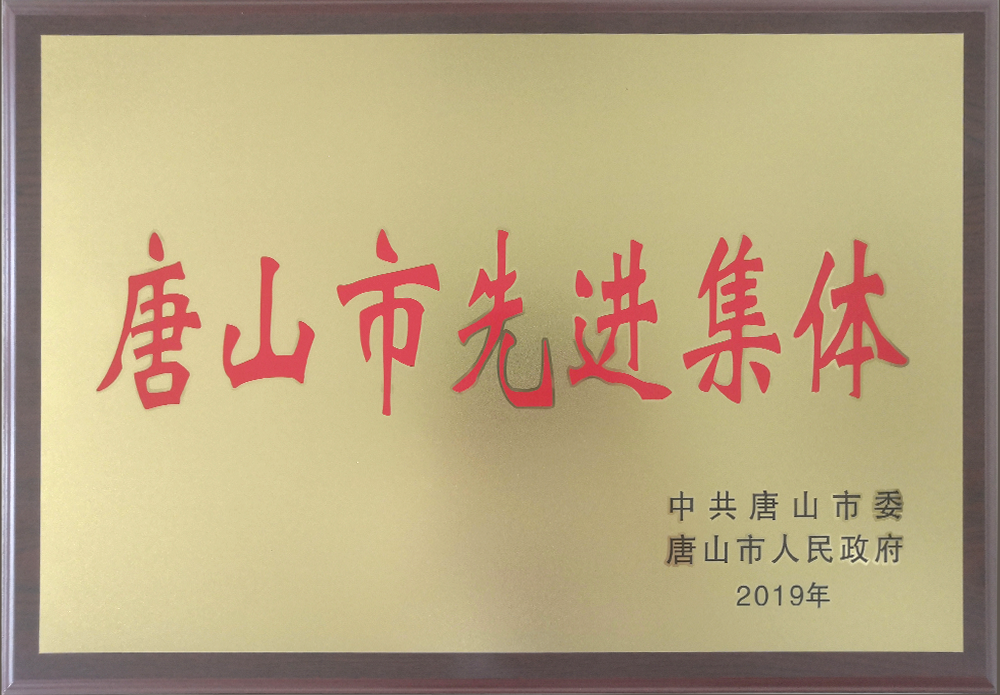 唐山市先进集体
中共唐山市委
唐山市人民政府
2019年